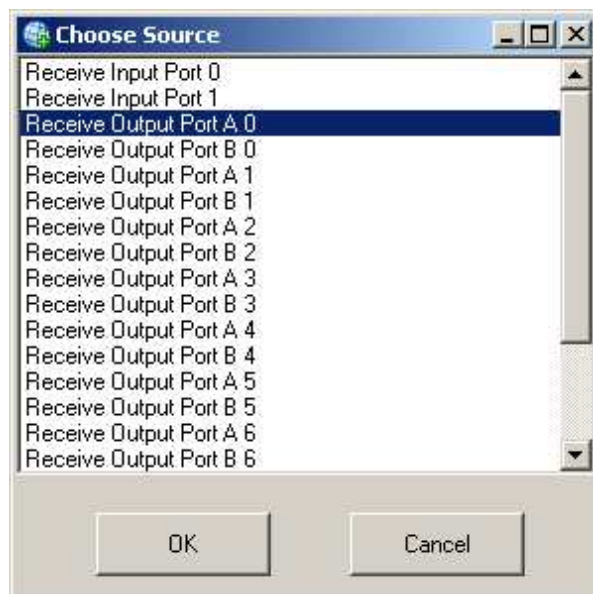 Choose Source
Receive Input Port 0
Receive Input Port 1
Receive Output Port A 0
Receive Output Port B 0
Receive Output Port A 1
Receive Output Port B 1
Receive Output Port A 2
Receive Output Port B 2
Receive Output Port A 3
Receive Output Port B 3
Receive Output Port A 4
Receive Output Port B 4
Receive Output Port A 5
Receive Output Port B 5
Receive Output Port A 6
Receive Output Port B 6
OK
Cancel